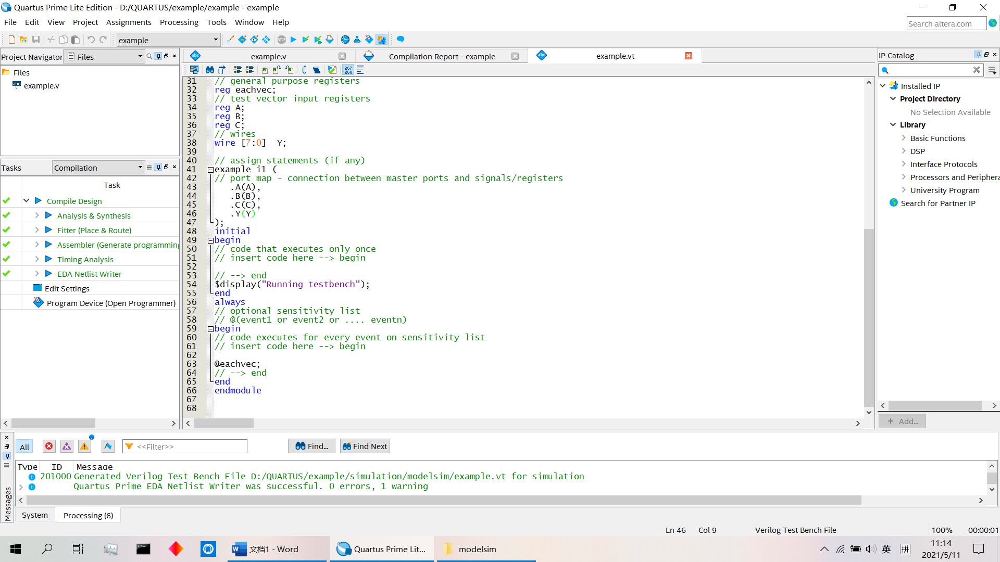 Quartus Prime Lite Edition - D:/QUARTUS/example/example - example
File Edit View Project Assignments Processing Tools Window Help
Search altera.com
example
Project Navigator Files
Files
example.v
Tasks Compilation
Task
Compile Design
Analysis & Synthesis
Fitter (Place & Route)
Assembler (Generate programming
Timing Analysis
EDA Netlist Writer
Edit Settings
Program Device (Open Programmer)
example.v Compilation Report - example example.vt
267
268
31 // general purpose registers
32 reg eachvec;
33 // test vector input registers
34 reg A;
35 reg B;
36 reg C;
37 // wires
38 wire [7:0]  Y;
39
40 // assign statements (if any)
41 example i1 (
42 // port map - connection between master ports and signals/registers
43 .A(A),
44 .B(B),
45 .C(C),
46 .Y(Y)
47 );
48 initial
49 begin
50 // code that executes only once
51 // insert code here --> begin
52
53 // --> end
54 $display("Running testbench");
55 end
56 always
57 // optional sensitivity list
58 // @(event1 or event2 or .... eventn)
59 begin
60 // code executes for every event on sensitivity list
61 // insert code here --> begin
62
63 @eachvec;
64 // --> end
65 end
66 endmodule
67
68
IP Catalog
Installed IP
Project Directory
No Selection Available
Library
Basic Functions
DSP
Interface Protocols
Processors and Periphera
University Program
Search for Partner IP
+ Add...
All <<Filter>> Find... Find Next
Type ID Message
201000 Generated Verilog Test Bench File D:/QUARTUS/example/simulation/modelsim/example.vt for simulation
Quartus Prime EDA Netlist Writer was successful. 0 errors, 1 warning
Messages
System Processing (6)
Ln 46 Col 9 Verilog Test Bench File 100% 00:00:01
文档1 - Word
Quartus Prime Lit...
modelsim
英 拼
11:14
2021/5/11